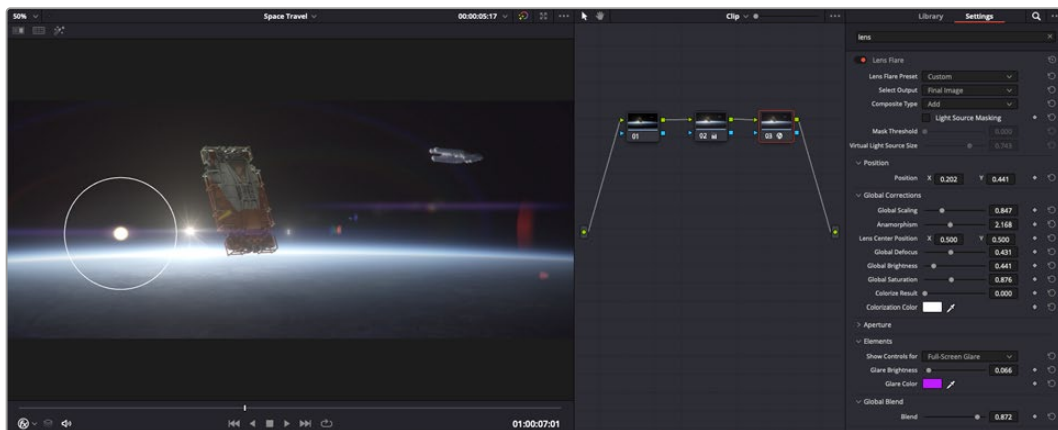 50% Space Travel 00:00:05:17 Clip Library Settings
lens
Lens Flare
Lens Flare Preset Custom
Select Output Final Image
Composite Type Add
Light Source Masking
Mask Threshold 0.000
Virtual Light Source Size 0.743
Position
Position X 0.202 Y 0.441
Global Corrections
Global Scaling 0.847
Anamorphism 2.168
Lens Center Position X 0.500 Y 0.500
Global Defocus 0.431
Global Brightness 0.441
Global Saturation 0.876
Colorize Result 0.000
Colorization Color
Aperture
Elements
Show Controls for Full-Screen Glare
Glare Brightness 0.066
Glare Color
Global Blend
Blend 0.872
01 02 03
01:00:07:01